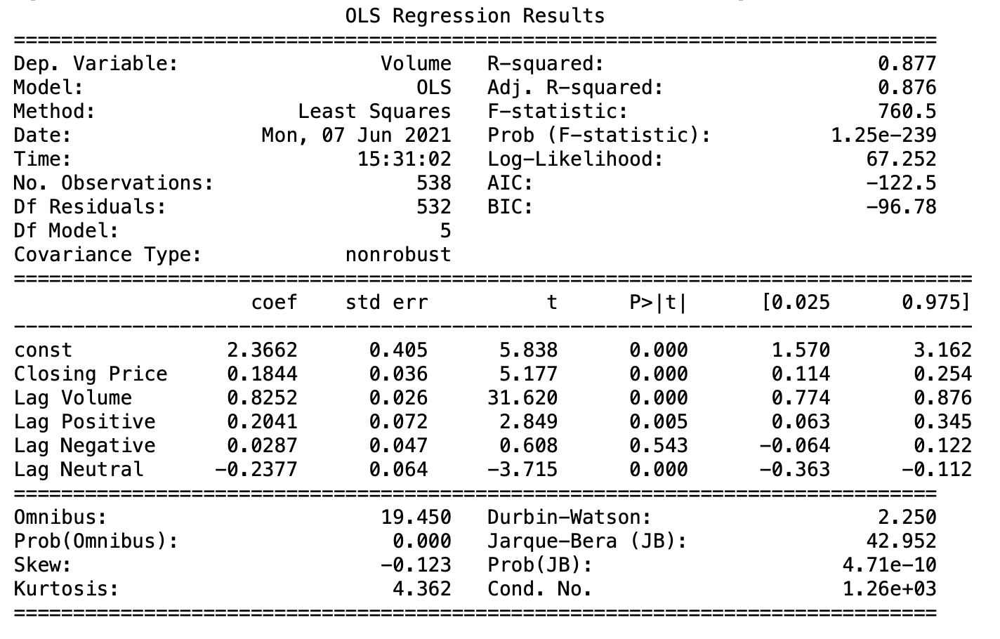 OLS Regression Results
==============================================================================
Dep. Variable:                 Volume   R-squared:                       0.877
Model:                            OLS   Adj. R-squared:                  0.876
Method:                 Least Squares   F-statistic:                     760.5
Date:                Mon, 07 Jun 2021   Prob (F-statistic):          1.25e-239
Time:                        15:31:02   Log-Likelihood:                 67.252
No. Observations:                 538   AIC:                            -122.5
Df Residuals:                     532   BIC:                            -96.78
Df Model:                           5
Covariance Type:            nonrobust
=================================================================================
                    coef    std err          t      P>|t|      [0.025      0.975]
---------------------------------------------------------------------------------
const             2.3662      0.405      5.838      0.000       1.570       3.162
Closing Price     0.1844      0.036      5.177      0.000       0.114       0.254
Lag Volume        0.8252      0.026     31.620      0.000       0.774       0.876
Lag Positive      0.2041      0.072      2.849      0.005       0.063       0.345
Lag Negative      0.0287      0.047      0.608      0.543      -0.064       0.122
Lag Neutral      -0.2377      0.064     -3.715      0.000      -0.363      -0.112
==============================================================================
Omnibus:                       19.450   Durbin-Watson:                   2.250
Prob(Omnibus):                  0.000   Jarque-Bera (JB):               42.952
Skew:                          -0.123   Prob(JB):                     4.71e-10
Kurtosis:                       4.362   Cond. No.                     1.26e+03
==============================================================================